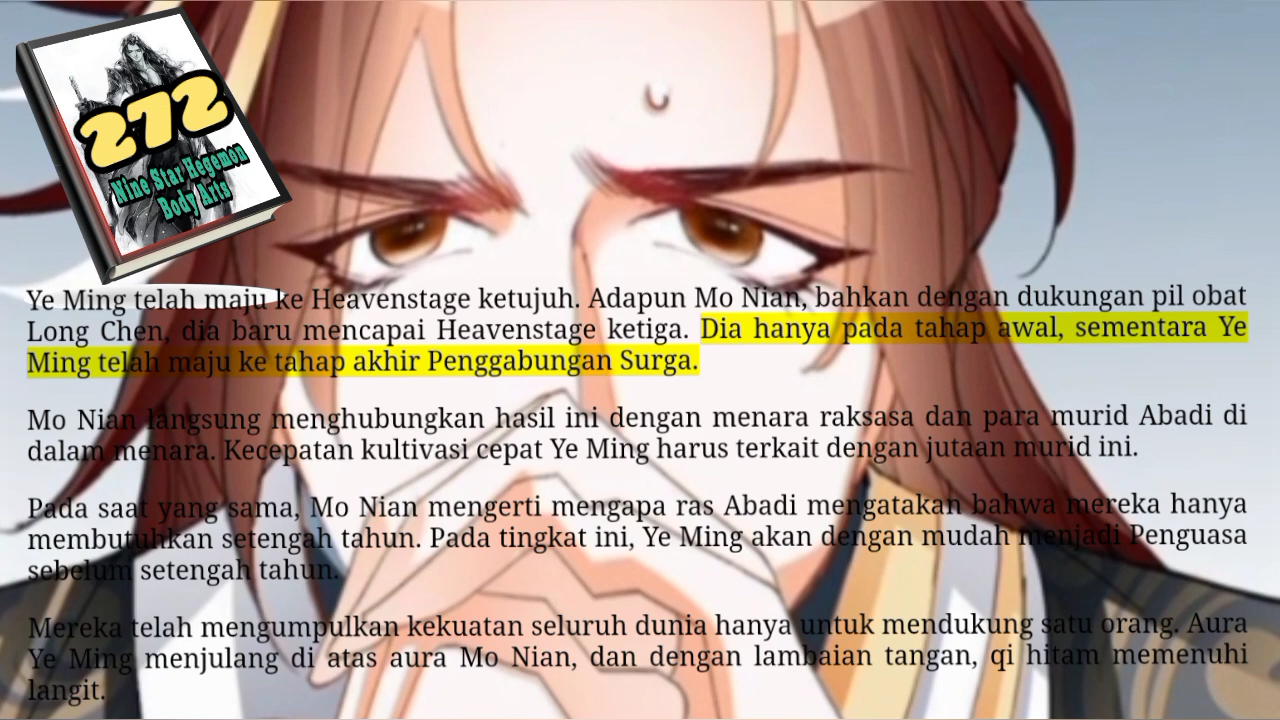 272
Nine Star Hegemon
Body Arts
Ye Ming telah maju ke Heavenstage ketujuh. Adapun Mo Nian, bahkan dengan dukungan pil obat
Long Chen, dia baru mencapai Heavenstage ketiga. Dia hanya pada tahap awal, sementara Ye
Ming telah maju ke tahap akhir Penggabungan Surga.
Mo Nian langsung menghubungkan hasil ini dengan menara raksasa dan para murid Abadi di
dalam menara. Kecepatan kultivasi cepat Ye Ming harus terkait dengan jutaan murid ini.
Pada saat yang sama, Mo Nian mengerti mengapa ras Abadi mengatakan bahwa mereka hanya
membutuhkan setengah tahun. Pada tingkat ini, Ye Ming akan dengan mudah menjadi Penguasa
sebelum setengah tahun.
Mereka telah mengumpulkan kekuatan seluruh dunia hanya untuk mendukung satu orang. Aura
Ye Ming menjulang di atas aura Mo Nian, dan dengan lambaian tangan, qi hitam memenuhi
langit.